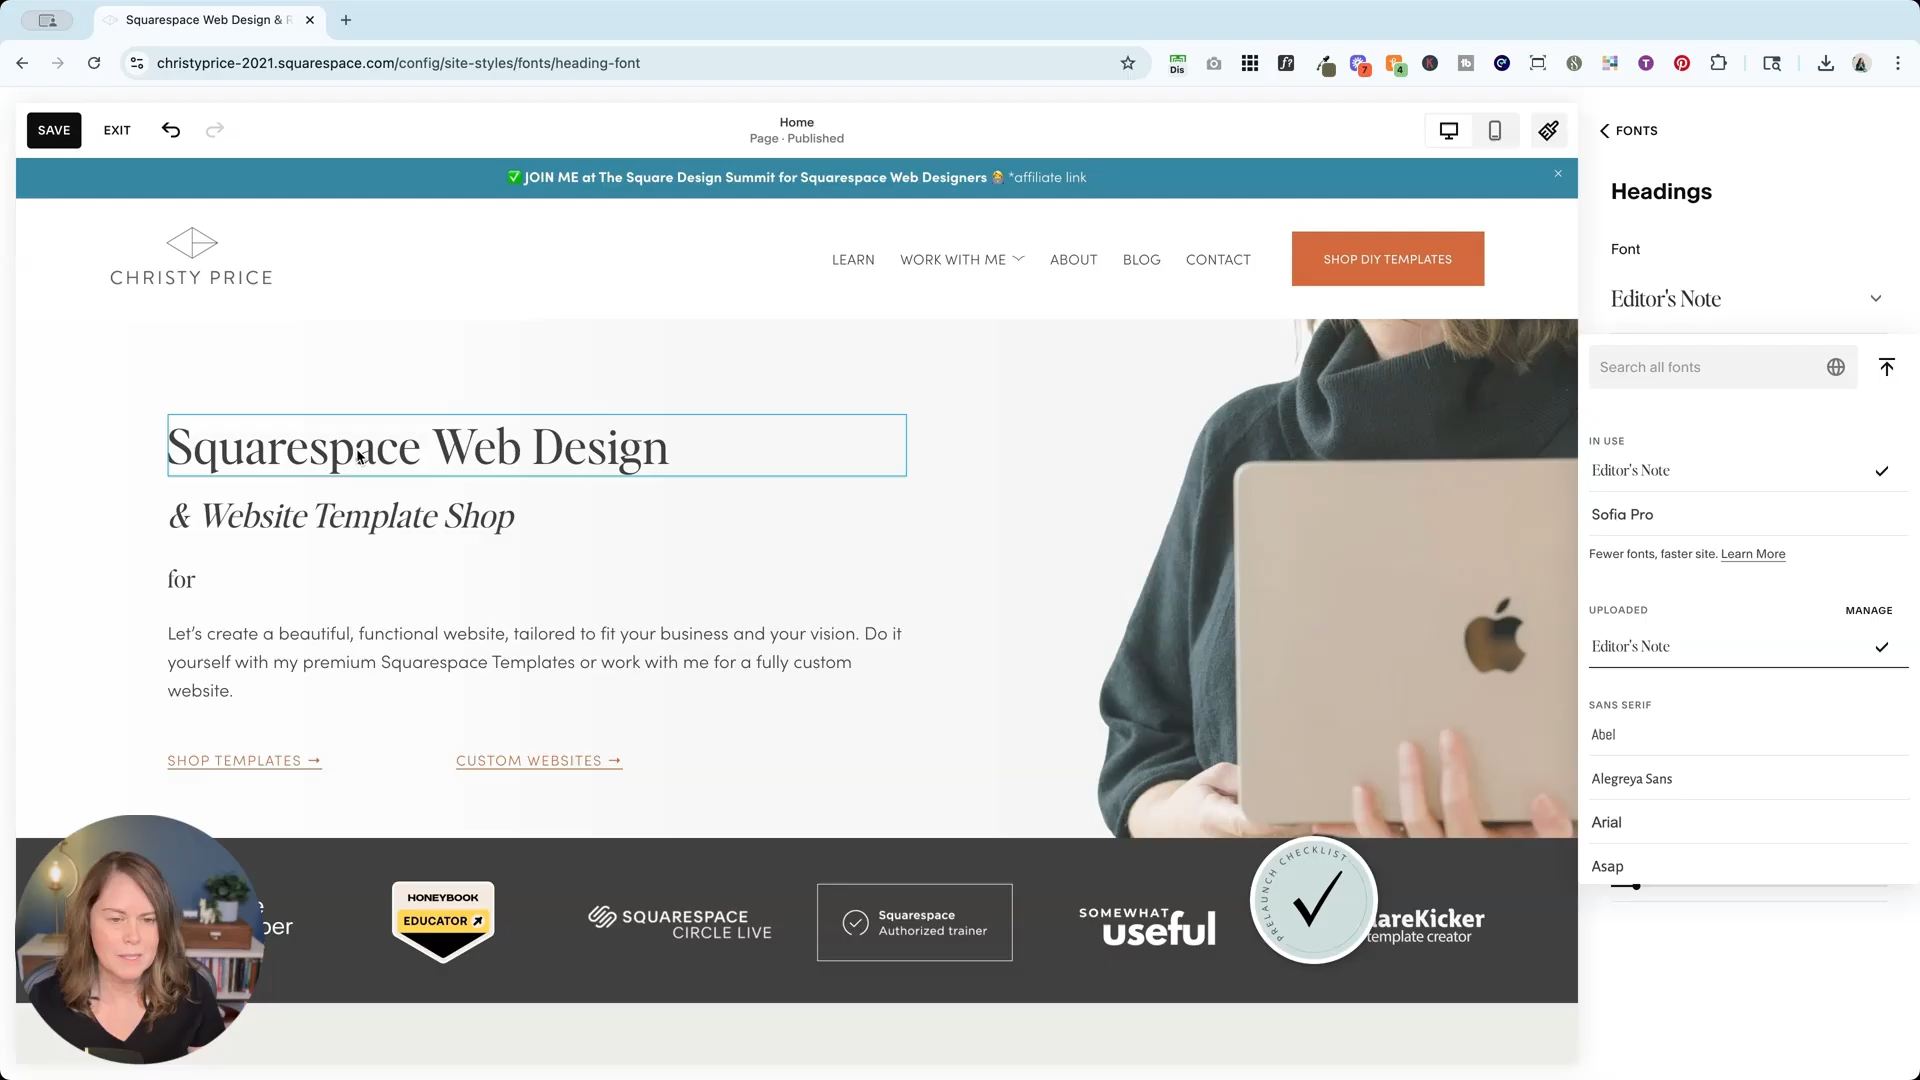 Squarespace Web Design & R
christyprice-2021.squarespace.com/config/site-styles/fonts/heading-font
Dis
7
4
SAVE
EXIT
Home
Page · Published
✅ JOIN ME at The Square Design Summit for Squarespace Web Designers *affiliate link
CHRISTY PRICE
LEARN
WORK WITH ME
ABOUT
BLOG
CONTACT
SHOP DIY TEMPLATES
Squarespace Web Design
& Website Template Shop
for
Let’s create a beautiful, functional website, tailored to fit your business and your vision. Do it
yourself with my premium Squarespace Templates or work with me for a fully custom
website.
SHOP TEMPLATES →
CUSTOM WEBSITES →
HONEYBOOK
EDUCATOR
SQUARESPACE
CIRCLE LIVE
Squarespace
Authorized trainer
SOMEWHAT
useful
PRELAUNCH CHECKLIST
areKicker
template creator
FONTS
Headings
Font
Editor's Note
Search all fonts
IN USE
Editor's Note
Sofia Pro
Fewer fonts, faster site. Learn More
UPLOADED
MANAGE
Editor's Note
SANS SERIF
Abel
Alegreya Sans
Arial
Asap